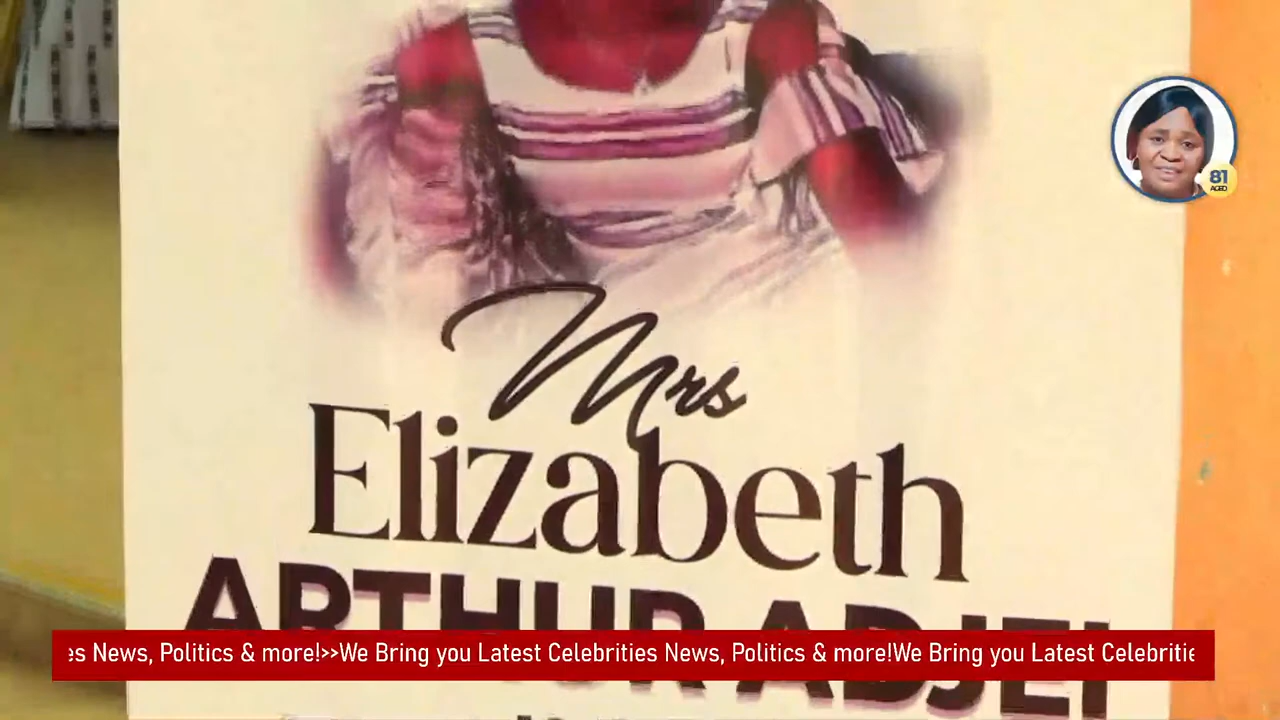 81
AGED
Mrs
Elizabeth
ARTHUR ADJEI
es News, Politics & more!>>We Bring you Latest Celebrities News, Politics & more!We Bring you Latest Celebritie